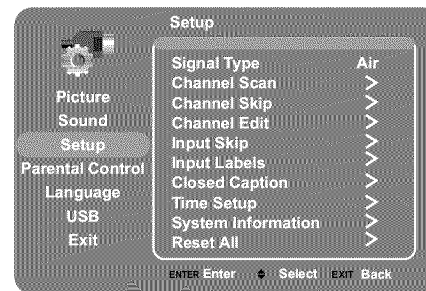 Setup
Picture
Sound
Setup
Parental Control
Language
USB
Exit
Signal Type Air
Channel Scan >
Channel Skip >
Channel Edit >
Input Skip >
Input Labels >
Closed Caption >
Time Setup >
System Information >
Reset All >
ENTER Enter Select EXIT Back